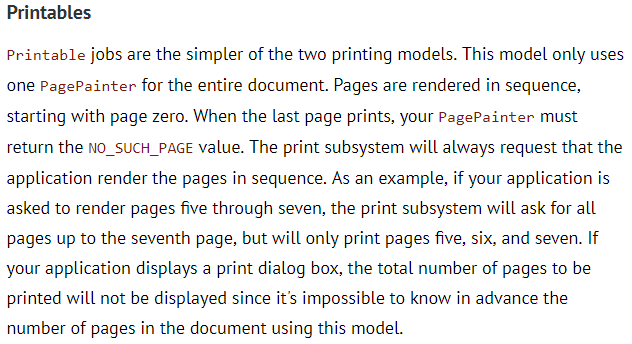 Printables
Printable jobs are the simpler of the two printing models. This model only uses
one PagePainter for the entire document. Pages are rendered in sequence,
starting with page zero. When the last page prints, your PagePainter must
return the NO_SUCH_PAGE value. The print subsystem will always request that the
application render the pages in sequence. As an example, if your application is
asked to render pages five through seven, the print subsystem will ask for all
pages up to the seventh page, but will only print pages five, six, and seven. If
your application displays a print dialog box, the total number of pages to be
printed will not be displayed since it's impossible to know in advance the
number of pages in the document using this model.